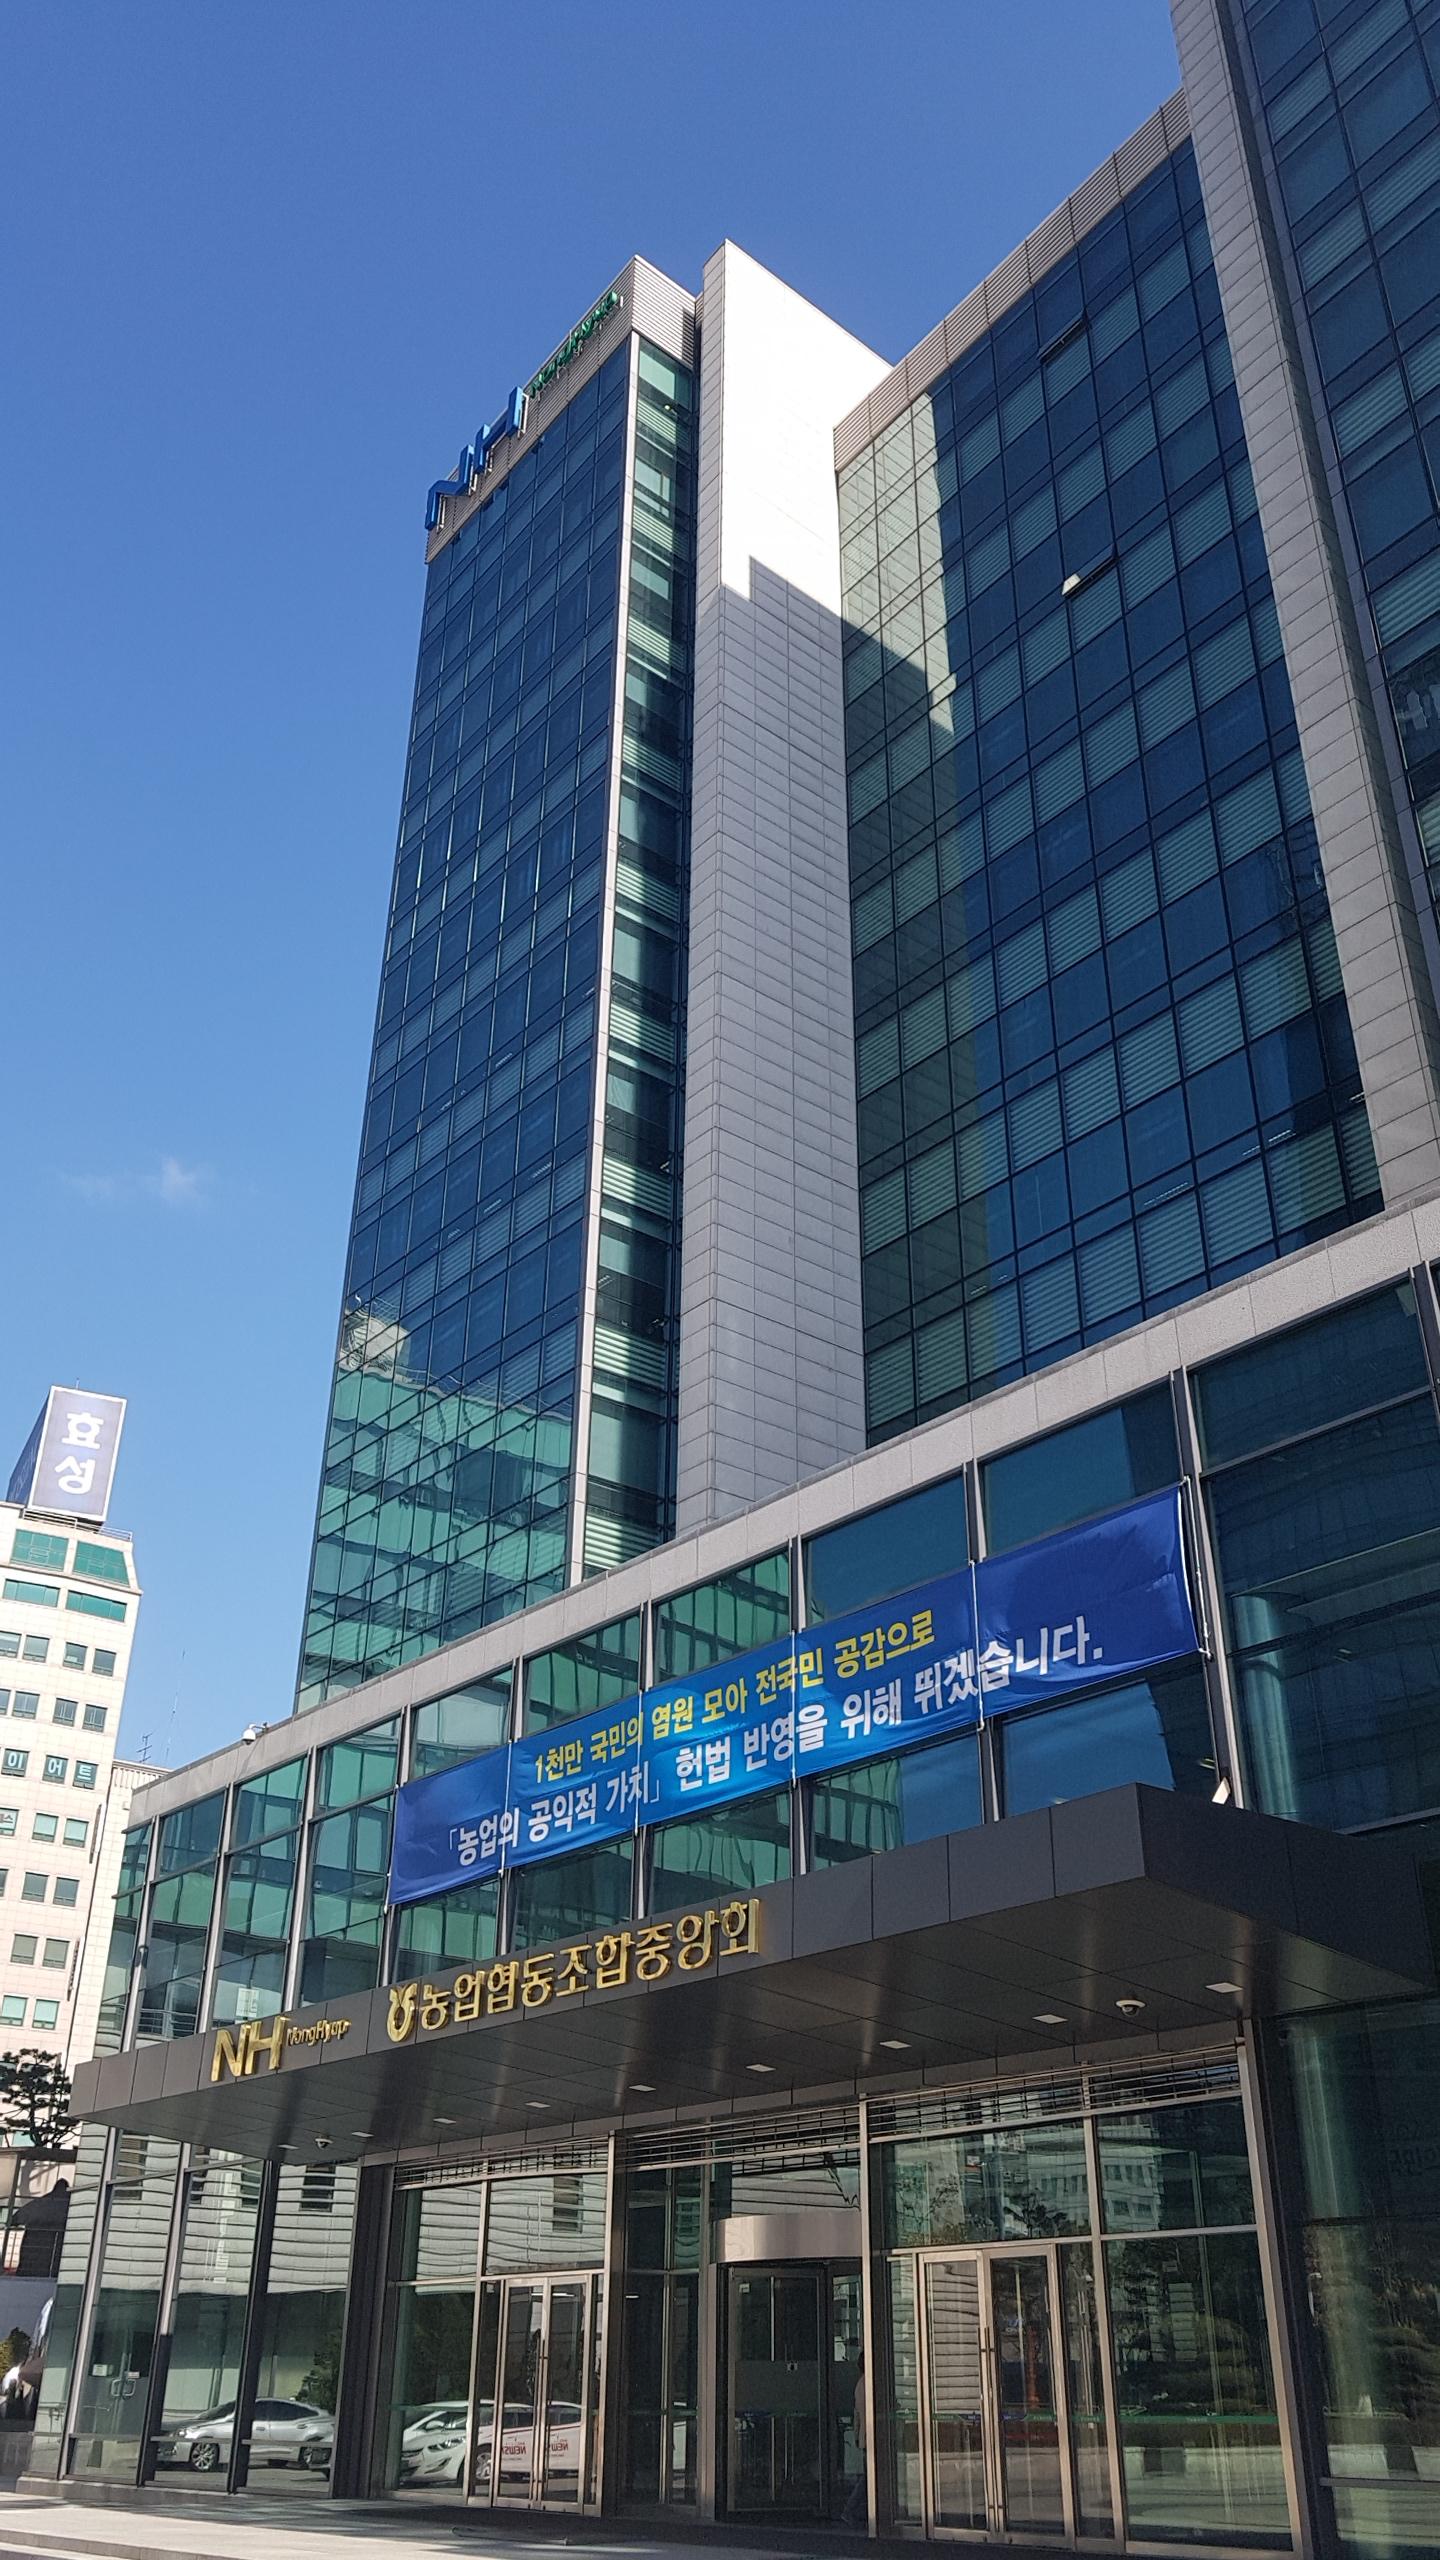 NH NongHyup
효성
이어트
1천만 국민의 염원 모아 전국민 공감으로
「농업의 공익적 가치」 헌법 반영을 위해 뛰겠습니다.
NH NongHyup 농업협동조합중앙회